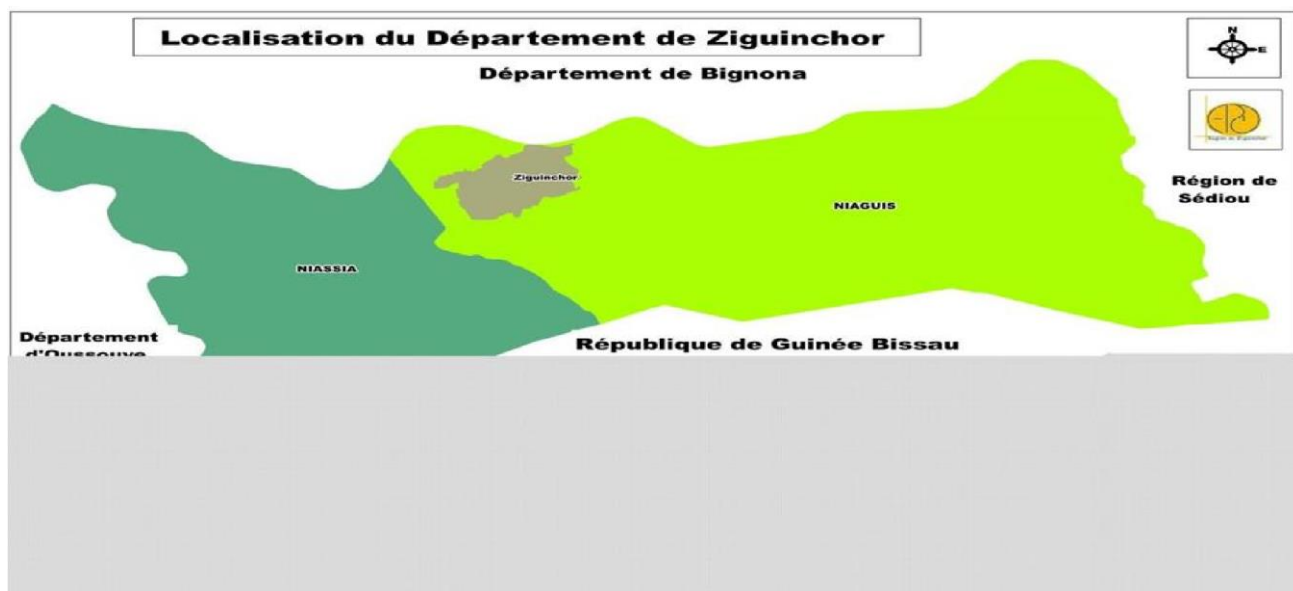 Localisation du Département de Ziguinchor
N
E
Département de Bignona
Ziguinchor
Région de
Sédiou
NIAGUIS
NIASSIA
Département
d'Oussouye
République de Guinée Bissau